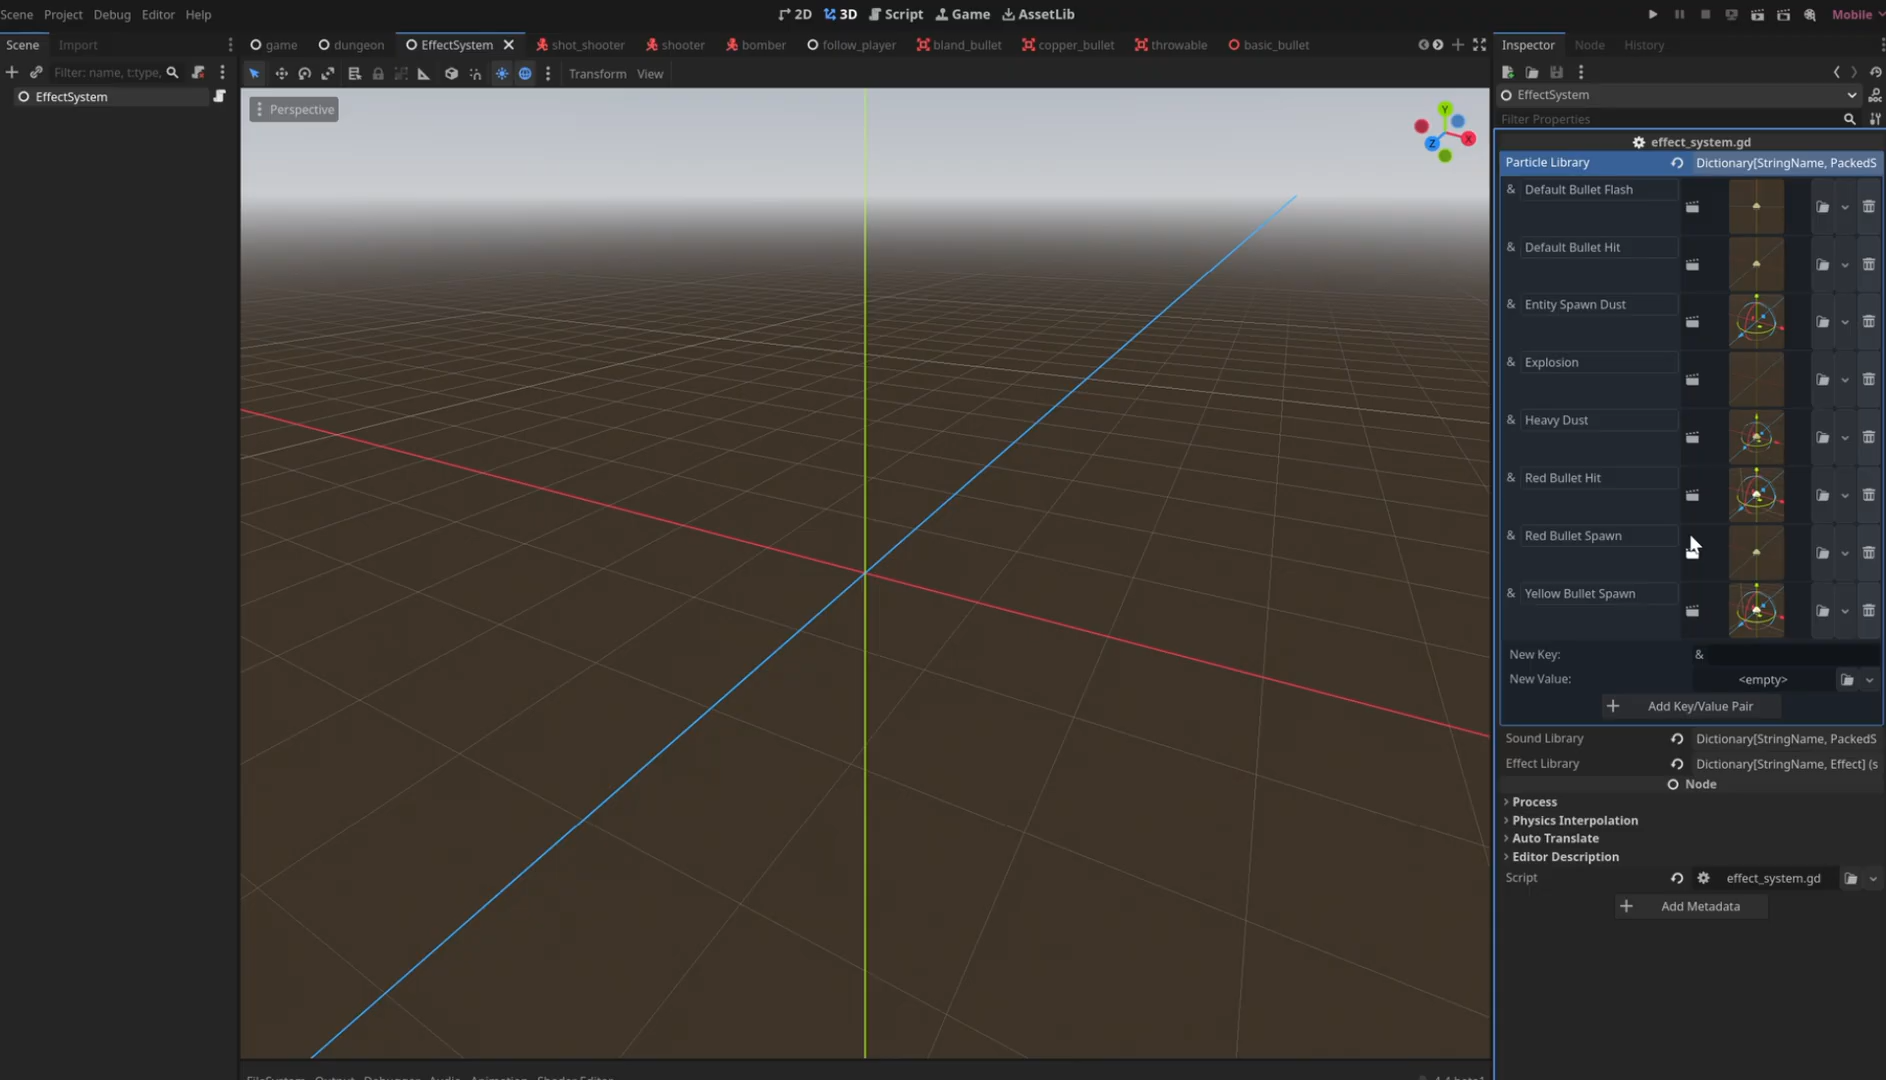 Scene Project Debug Editor Help
2D 3D Script Game AssetLib
Mobile
Scene Import
game dungeon EffectSystem shot_shooter shooter bomber follow_player bland_bullet copper_bullet throwable basic_bullet
Inspector Node History
Filter: name, t:type,
Transform View
EffectSystem
EffectSystem
Filter Properties
Perspective
Y
X
Z
effect_system.gd
Particle Library Dictionary[StringName, PackedS
& Default Bullet Flash
& Default Bullet Hit
& Entity Spawn Dust
& Explosion
& Heavy Dust
& Red Bullet Hit
& Red Bullet Spawn
& Yellow Bullet Spawn
New Key: &
New Value: <empty>
Add Key/Value Pair
Sound Library Dictionary[StringName, PackedS
Effect Library Dictionary[StringName, Effect] (s
Node
Process
Physics Interpolation
Auto Translate
Editor Description
Script effect_system.gd
Add Metadata